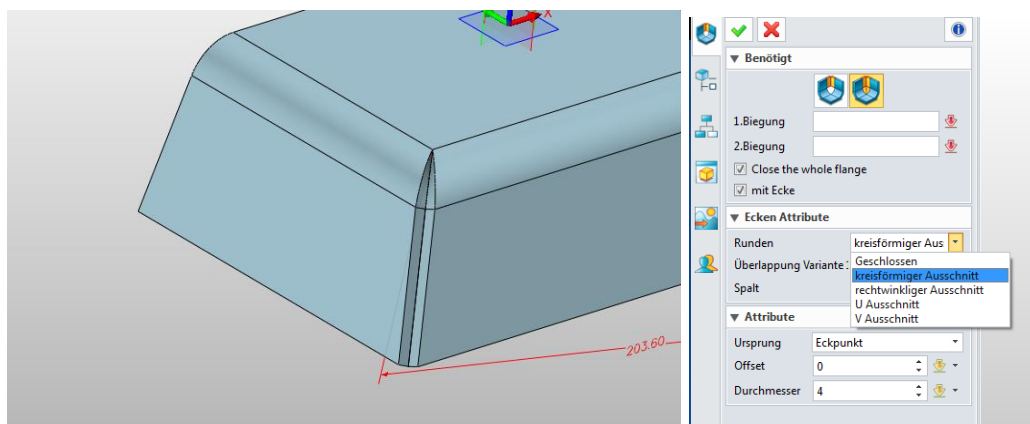 X
203.60
Benötigt
1.Biegung
2.Biegung
Close the whole flange
mit Ecke
Ecken Attribute
Runden kreisförmiger Aus
Überlappung Variante
Geschlossen
kreisförmiger Ausschnitt
rechtwinkliger Ausschnitt
Spalt
U Ausschnitt
V Ausschnitt
Attribute
Ursprung Eckpunkt
Offset 0
Durchmesser 4